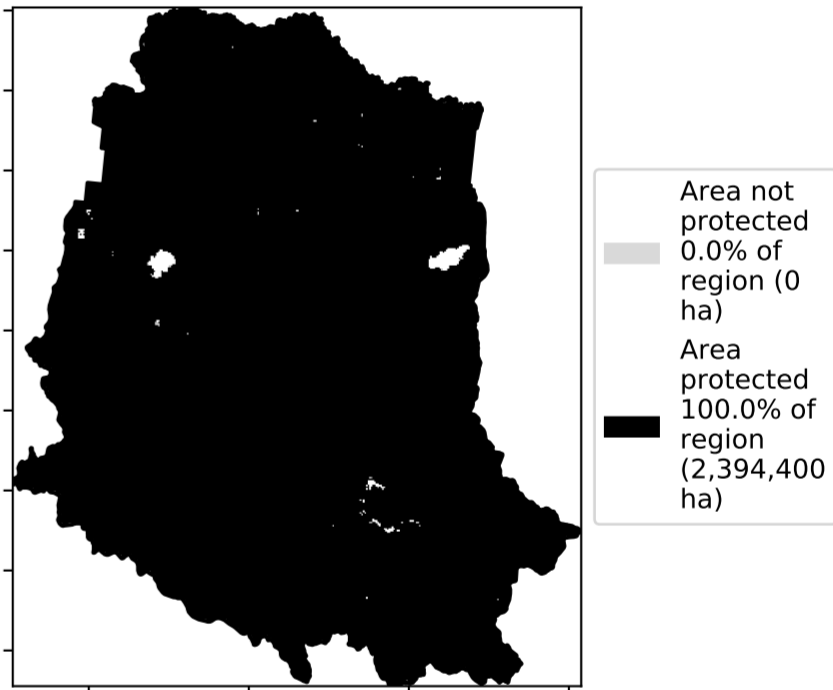 Area not
protected
0.0% of
region (0
ha)
Area
protected
100.0% of
region
(2,394,400
ha)